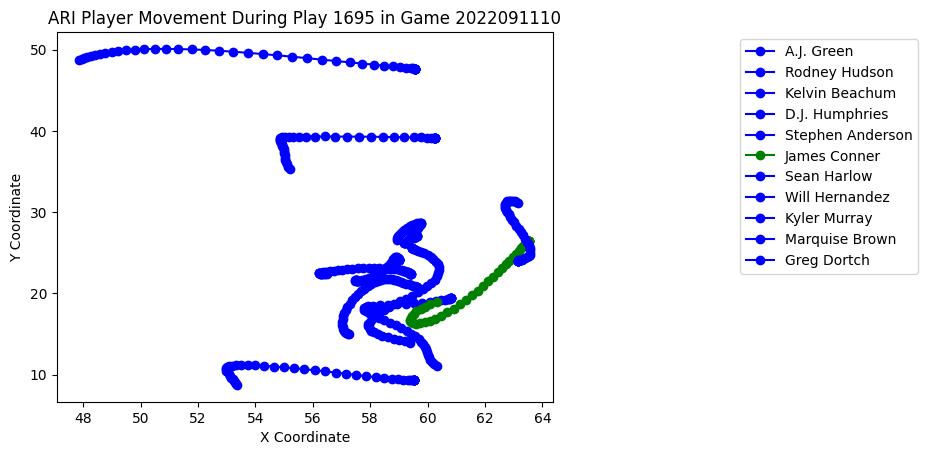 ARI Player Movement During Play 1695 in Game 2022091110
50
40
30
20
10
Y Coordinate
48
50
52
54
56
58
60
62
64
X Coordinate
A.J. Green
Rodney Hudson
Kelvin Beachum
D.J. Humphries
Stephen Anderson
James Conner
Sean Harlow
Will Hernandez
Kyler Murray
Marquise Brown
Greg Dortch